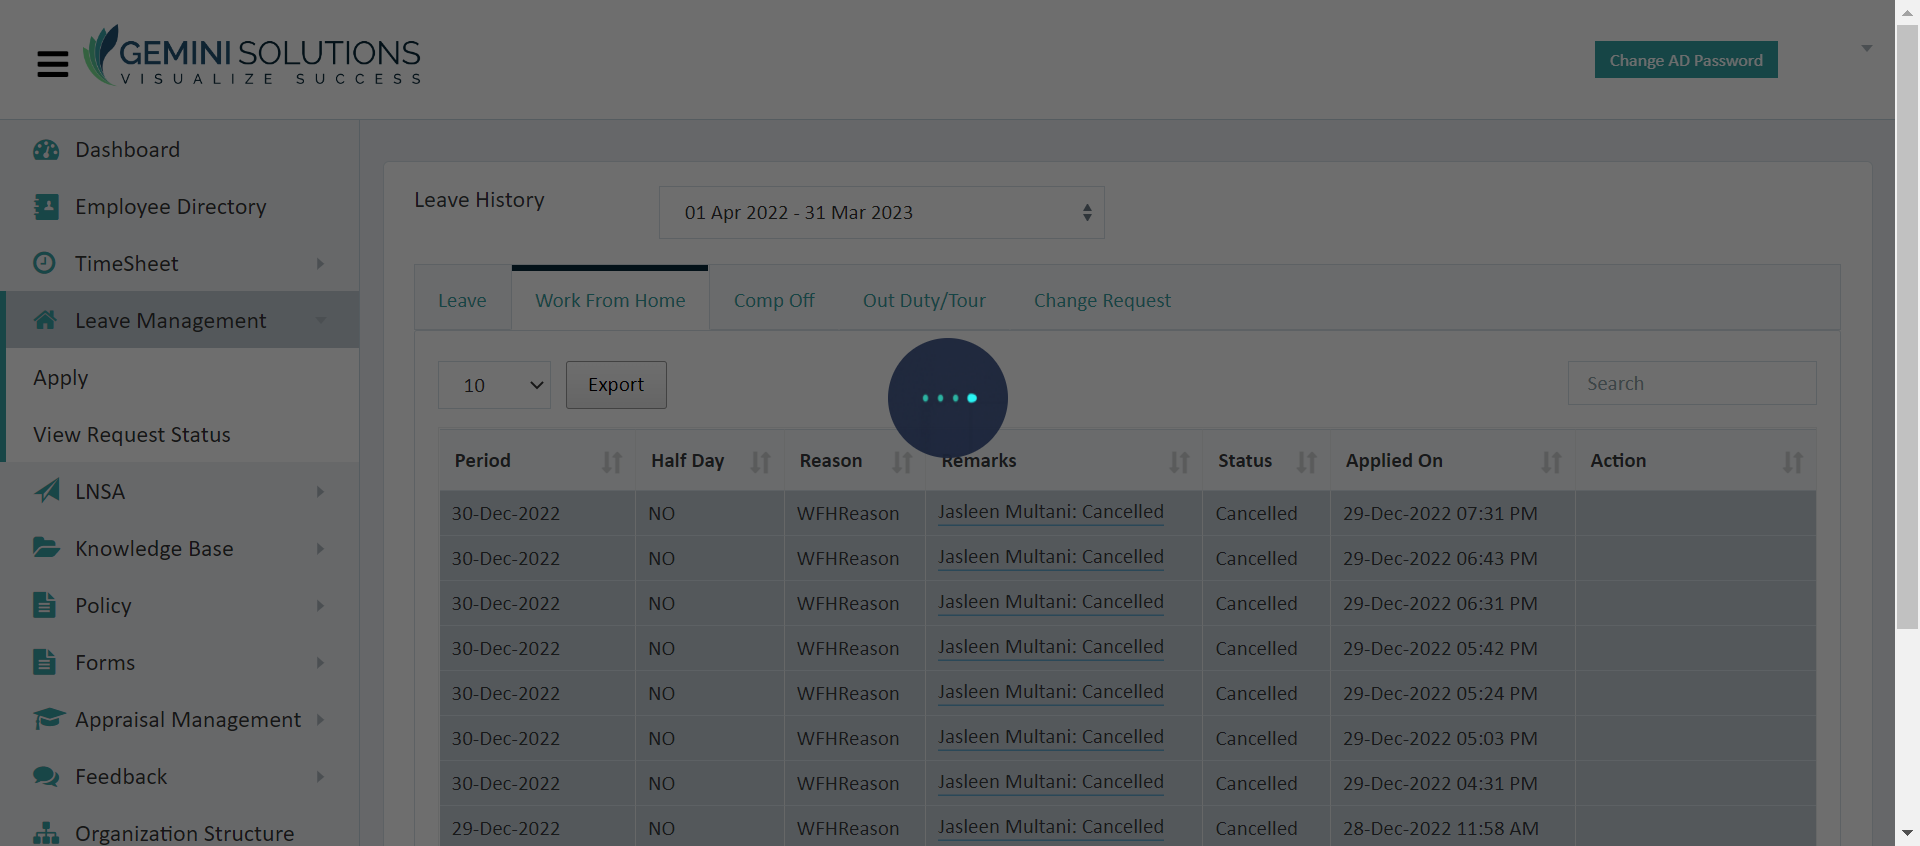 GEMINI SOLUTIONS
VISUALIZE SUCCESS
Change AD Password
Dashboard
Employee Directory
TimeSheet
Leave Management
Apply
View Request Status
LNSA
Knowledge Base
Policy
Forms
Appraisal Management
Feedback
Organization Structure
Leave History
01 Apr 2022 - 31 Mar 2023
Leave Work From Home Comp Off Out Duty/Tour Change Request
10 Export Search
Period Half Day Reason Remarks Status Applied On Action
30-Dec-2022 NO WFHReason Jasleen Multani: Cancelled Cancelled 29-Dec-2022 07:31 PM
30-Dec-2022 NO WFHReason Jasleen Multani: Cancelled Cancelled 29-Dec-2022 06:43 PM
30-Dec-2022 NO WFHReason Jasleen Multani: Cancelled Cancelled 29-Dec-2022 06:31 PM
30-Dec-2022 NO WFHReason Jasleen Multani: Cancelled Cancelled 29-Dec-2022 05:42 PM
30-Dec-2022 NO WFHReason Jasleen Multani: Cancelled Cancelled 29-Dec-2022 05:24 PM
30-Dec-2022 NO WFHReason Jasleen Multani: Cancelled Cancelled 29-Dec-2022 05:03 PM
30-Dec-2022 NO WFHReason Jasleen Multani: Cancelled Cancelled 29-Dec-2022 04:31 PM
29-Dec-2022 NO WFHReason Jasleen Multani: Cancelled Cancelled 28-Dec-2022 11:58 AM